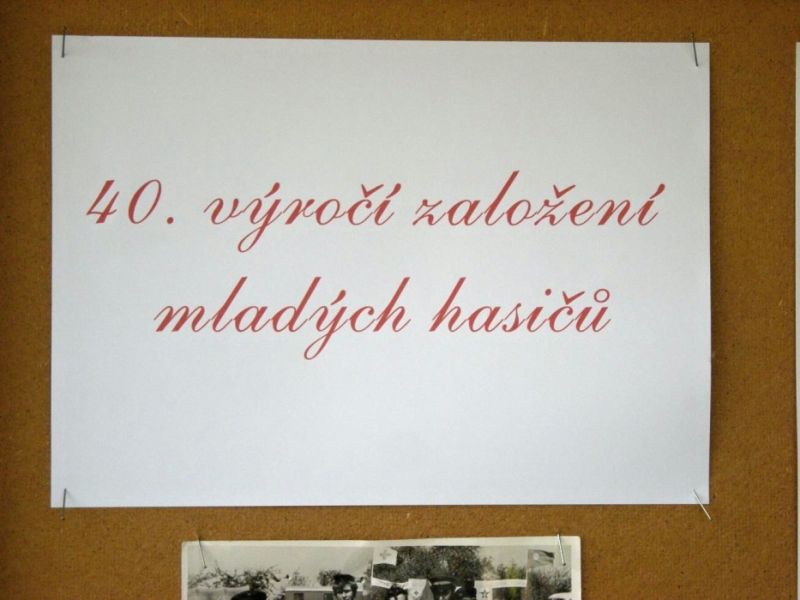 40. výročí založení
mladých hasičů